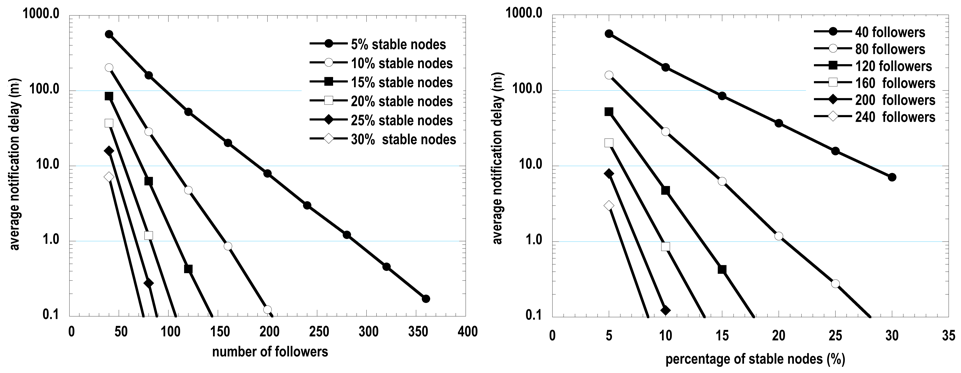 1000.0
100.0
10.0
1.0
0.1
average notification delay (m)
0 50 100 150 200 250 300 350 400
number of followers
5% stable nodes
10% stable nodes
15% stable nodes
20% stable nodes
25% stable nodes
30% stable nodes
1000.0
100.0
10.0
1.0
0.1
average notification delay (m)
0 5 10 15 20 25 30 35
percentage of stable nodes (%)
40 followers
80 followers
120 followers
160 followers
200 followers
240 followers